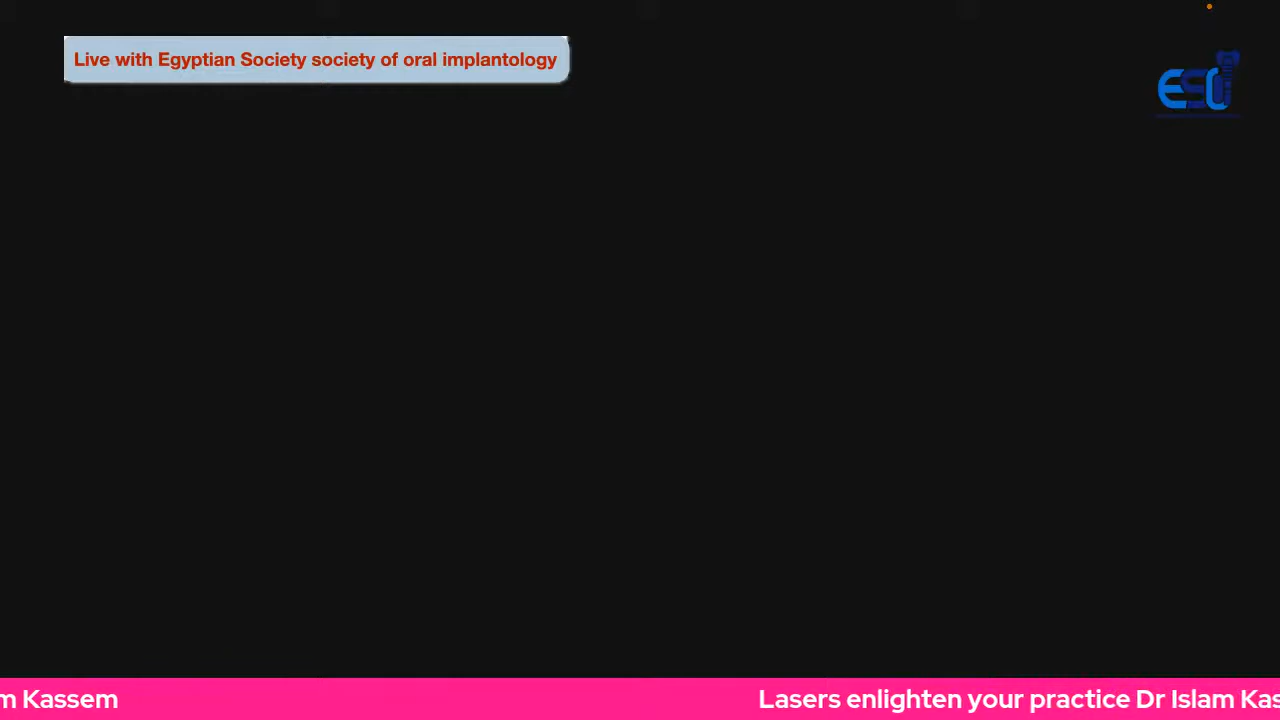 Live with Egyptian Society society of oral implantology
ESOI
m Kassem
Lasers enlighten your practice Dr Islam Kas